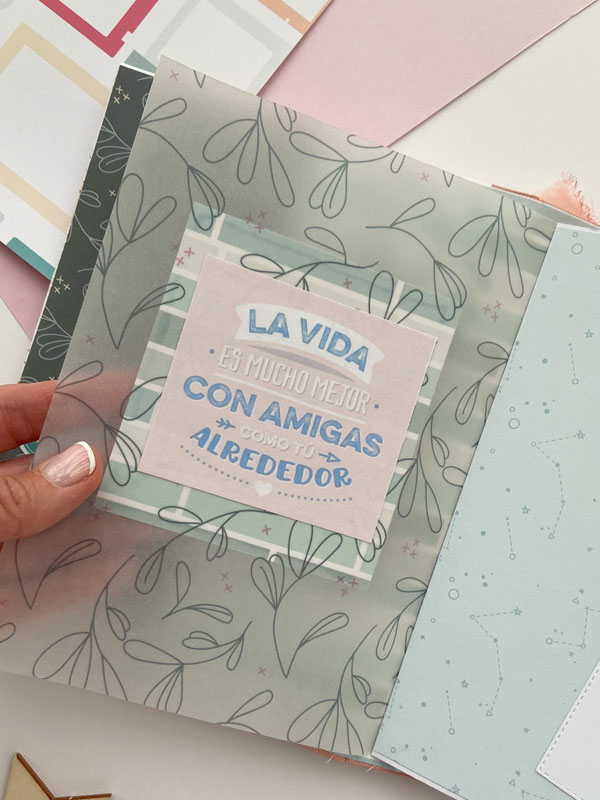 LA VIDA
ES MUCHO MEJOR
CON AMIGAS
COMO TÚ
ALREDEDOR